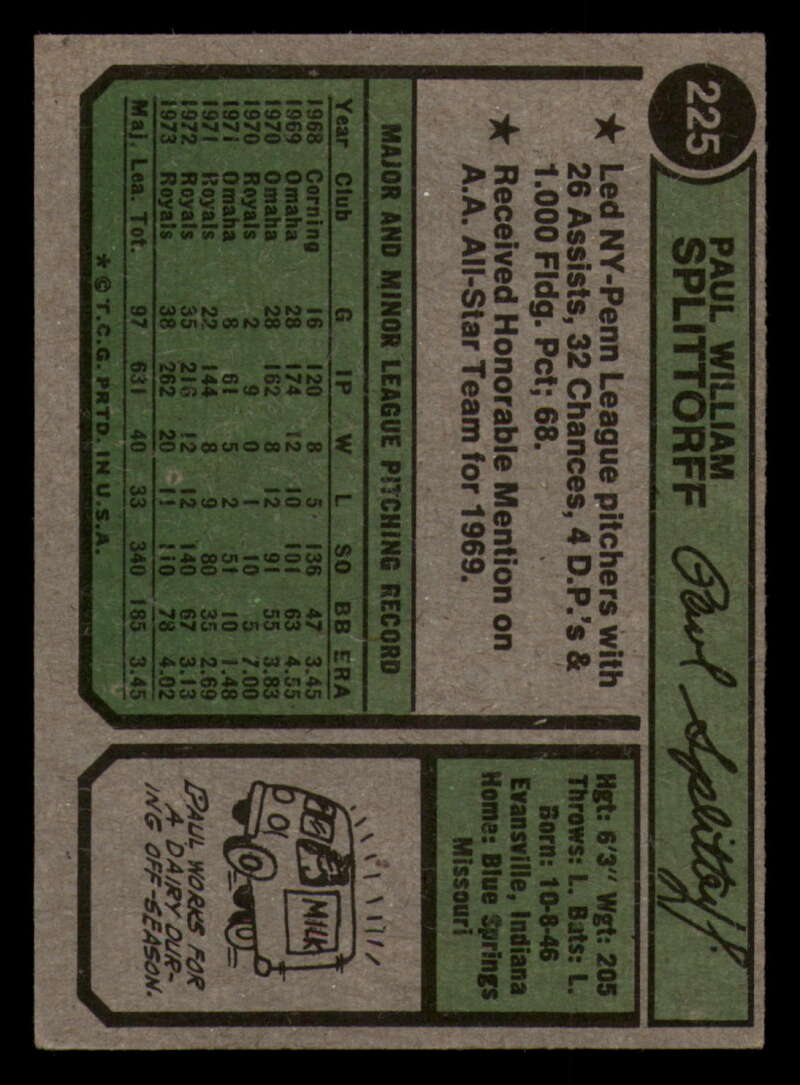 225
PAUL WILLIAM
SPLITTORFF
Paul Splittorff
★ Led NY-Penn League pitchers with
26 Assists, 32 Chances, 4 D.P.'s &
1.000 Fldg. Pct; 68.
★ Received Honorable Mention on
A.A. All-Star Team for 1969.
Hgt: 6'3" Wgt: 205
Throws: L. Bats: L.
Born: 10-8-46
Evansville, Indiana
Home: Blue Springs
Missouri
MAJOR AND MINOR LEAGUE PITCHING RECORD
Year Club G IP W L SO BB ERA
1968 Corning 16 120 8 5 136 47 3.45
1969 Omaha 28 174 12 10 101 63 4.55
1970 Omaha 28 162 8 12 91 55 3.83
1970 Royals 2 9 0 1 10 5 7.00
1971 Omaha 8 61 5 2 51 10 1.48
1971 Royals 22 144 8 9 80 35 2.69
1972 Royals 35 216 12 12 140 67 3.13
1973 Royals 38 262 20 11 110 78 4.02
Maj. Lea. Tot. 97 631 40 33 340 185 3.45
* © T.C.G. PRTD. IN U.S.A.
MILK
PAUL WORKS FOR
A DAIRY DUR-
ING OFF-SEASON.